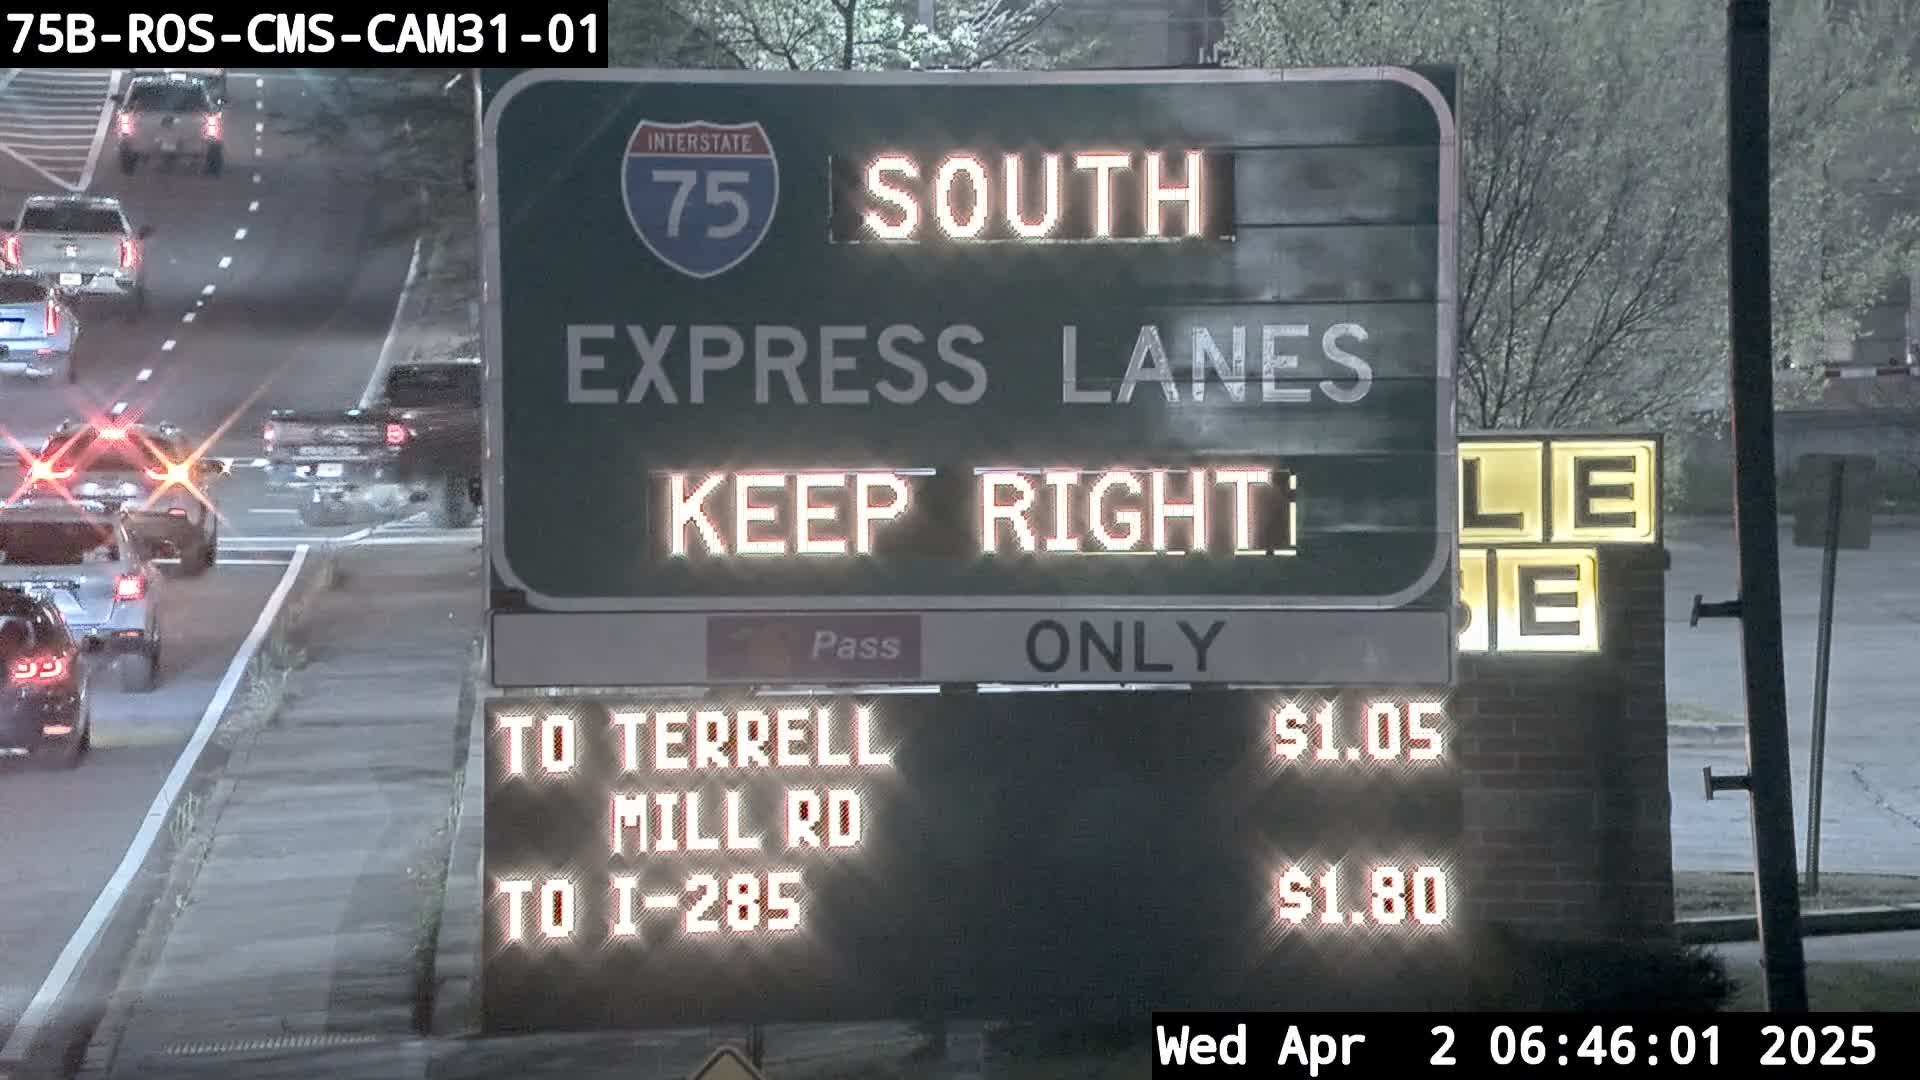 75B-ROS-CMS-CAM31-01
INTERSTATE
75
SOUTH
EXPRESS LANES
KEEP RIGHT
Pass ONLY
TO TERRELL $1.05
MILL RD
TO I-285 $1.80
LE
E
Wed Apr 2 06:46:01 2025